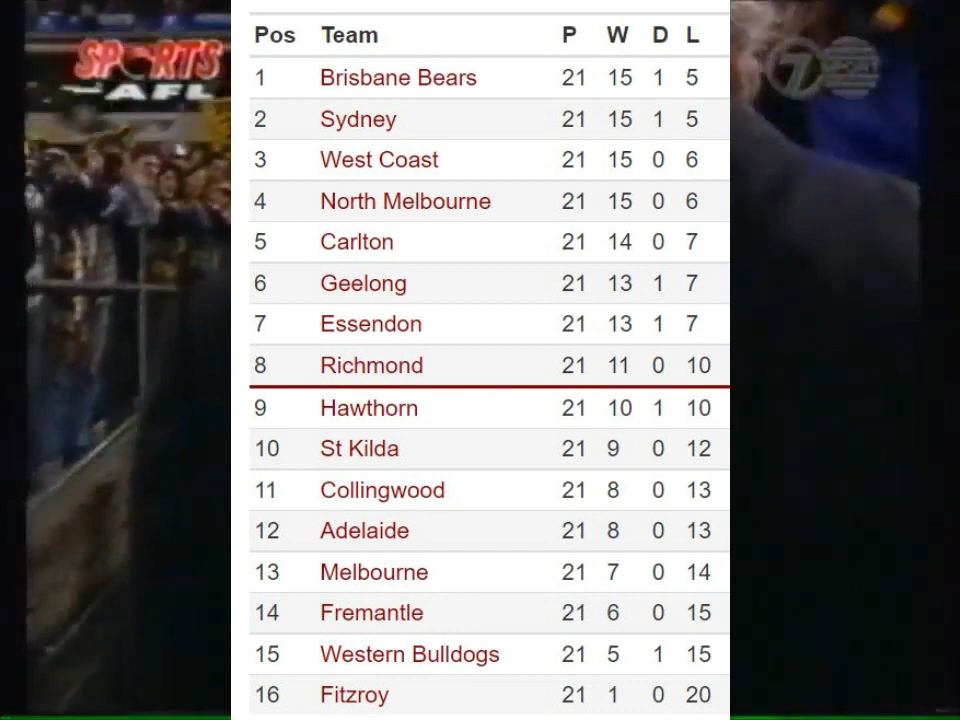 SPORTS
AFL
7
Pos Team P W D L
1 Brisbane Bears 21 15 1 5
2 Sydney 21 15 1 5
3 West Coast 21 15 0 6
4 North Melbourne 21 15 0 6
5 Carlton 21 14 0 7
6 Geelong 21 13 1 7
7 Essendon 21 13 1 7
8 Richmond 21 11 0 10
9 Hawthorn 21 10 1 10
10 St Kilda 21 9 0 12
11 Collingwood 21 8 0 13
12 Adelaide 21 8 0 13
13 Melbourne 21 7 0 14
14 Fremantle 21 6 0 15
15 Western Bulldogs 21 5 1 15
16 Fitzroy 21 1 0 20